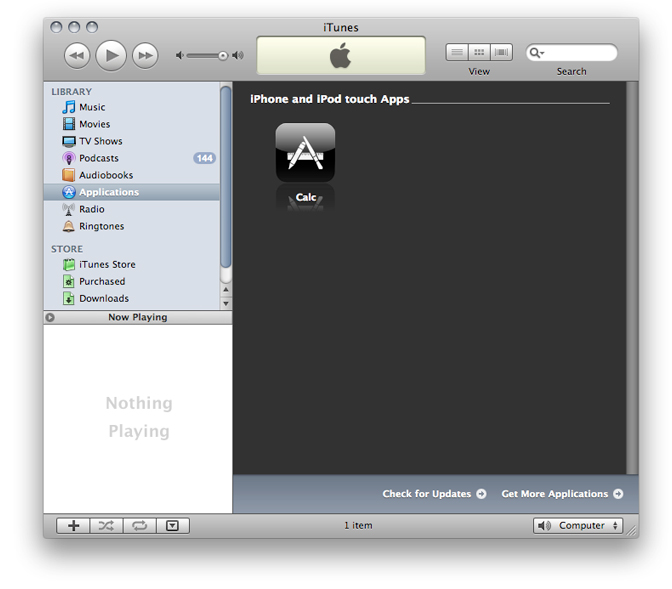 iTunes
View
Search
LIBRARY
Music
Movies
TV Shows
Podcasts 144
Audiobooks
Applications
Radio
Ringtones
STORE
iTunes Store
Purchased
Downloads
Now Playing
Nothing
Playing
iPhone and iPod touch Apps
Calc
Check for Updates
Get More Applications
1 item
Computer